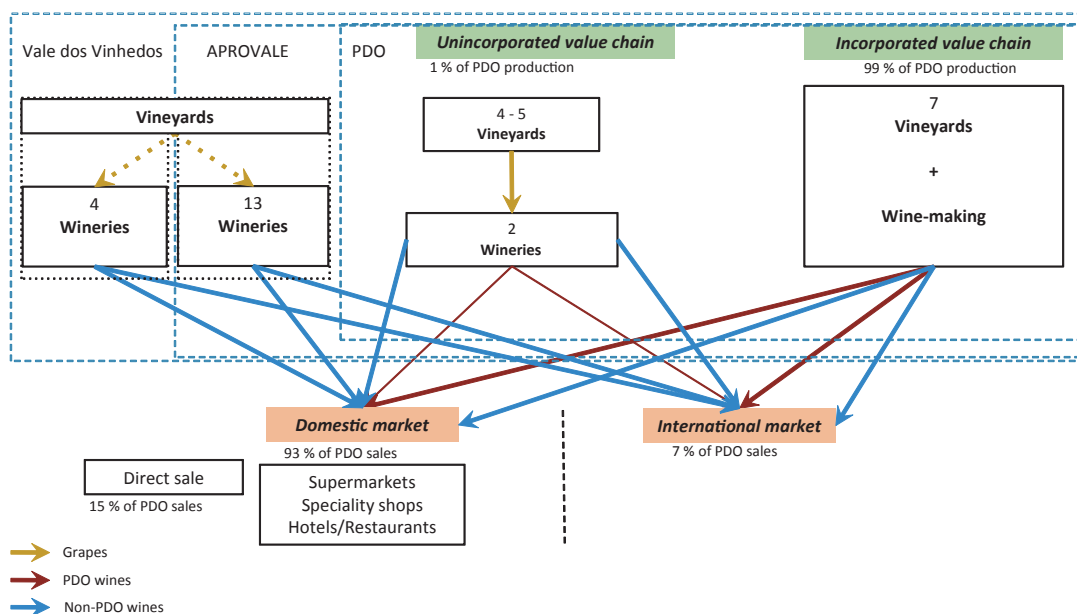 Vale dos Vinhedos
APROVALE
PDO
Unincorporated value chain
1 % of PDO production
Incorporated value chain
99 % of PDO production
Vineyards
4 - 5
Vineyards
7
Vineyards
+
Wine-making
4
Wineries
13
Wineries
2
Wineries
Domestic market
93 % of PDO sales
International market
7 % of PDO sales
Direct sale
15 % of PDO sales
Supermarkets
Speciality shops
Hotels/Restaurants
Grapes
PDO wines
Non-PDO wines